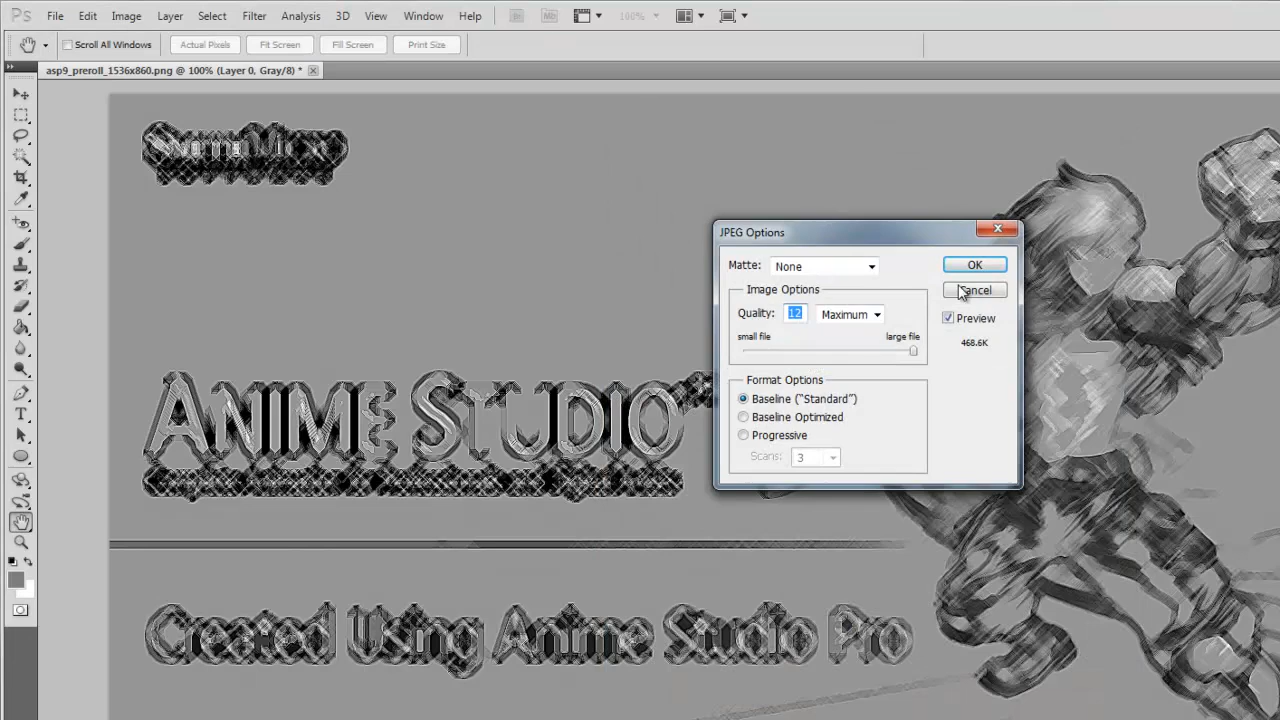 Ps File Edit Image Layer Select Filter Analysis 3D View Window Help Br Mb 100%
Scroll All Windows Actual Pixels Fit Screen Fill Screen Print Size
asp9_preroll_1536x860.png @ 100% (Layer 0, Gray/8) *
JPEG Options
Matte: None OK
Image Options Cancel
Quality: 12 Maximum Preview
small file large file 468.6K
Format Options
Baseline ("Standard")
Baseline Optimized
Progressive
Scans: 3
ANIME STUDIO
Created Using Anime Studio Pro